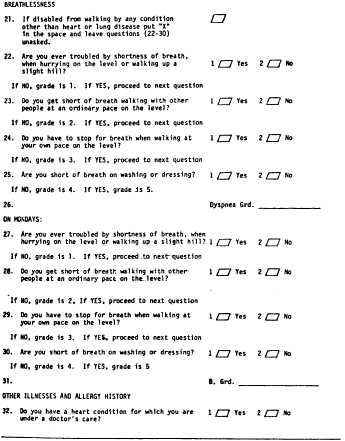 BREATHLESSNESS
21. If disabled from walking by any condition
other than heart or lung disease put "X"
in the space and leave questions (22-30)
unasked.
22. Are you ever troubled by shortness of breath,
when hurrying on the level or walking up a
slight hill? 1 Yes 2 No
If NO, grade is 1. If YES, proceed to next question
23. Do you get short of breath walking with other
people at an ordinary pace on the level? 1 Yes 2 No
If NO, grade is 2. If YES, proceed to next question
24. Do you have to stop for breath when walking at
your own pace on the level? 1 Yes 2 No
If NO, grade is 3. If YES, proceed to next question
25. Are you short of breath on washing or dressing? 1 Yes 2 No
If NO, grade is 4. If YES, grade is 5.
26. Dyspnea Grd.
ON MONDAYS:
27. Are you ever troubled by shortness of breath, when
hurrying on the level or walking up a slight hill? 1 Yes 2 No
If NO, grade is 1. If YES, proceed to next question
28. Do you get short of breath walking with other
people at an ordinary pace on the level? 1 Yes 2 No
If NO, grade is 2, If YES, proceed to next question
29. Do you have to stop for breath when walking at
your own pace on the level? 1 Yes 2 No
If NO, grade is 3. If YES, proceed to next question
30. Are you short of breath on washing or dressing? 1 Yes 2 No
If NO, grade is 4. If YES, grade is 5
31. B. Grd.
OTHER ILLNESSES AND ALLERGY HISTORY
32. Do you have a heart condition for which you are
under a doctor's care? 1 Yes 2 No